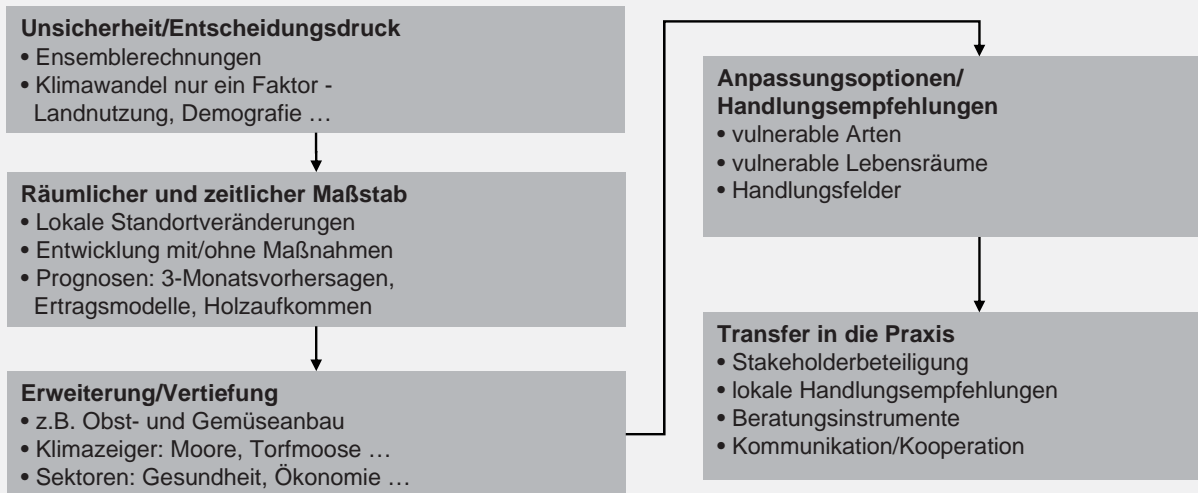 Unsicherheit/Entscheidungsdruck
• Ensemblerechnungen
• Klimawandel nur ein Faktor -
Landnutzung, Demografie …
Räumlicher und zeitlicher Maßstab
• Lokale Standortveränderungen
• Entwicklung mit/ohne Maßnahmen
• Prognosen: 3-Monatsvorhersagen,
Ertragsmodelle, Holzaufkommen
Erweiterung/Vertiefung
• z.B. Obst- und Gemüseanbau
• Klimazeiger: Moore, Torfmoose …
• Sektoren: Gesundheit, Ökonomie …
Anpassungsoptionen/
Handlungsempfehlungen
• vulnerable Arten
• vulnerable Lebensräume
• Handlungsfelder
Transfer in die Praxis
• Stakeholderbeteiligung
• lokale Handlungsempfehlungen
• Beratungsinstrumente
• Kommunikation/Kooperation